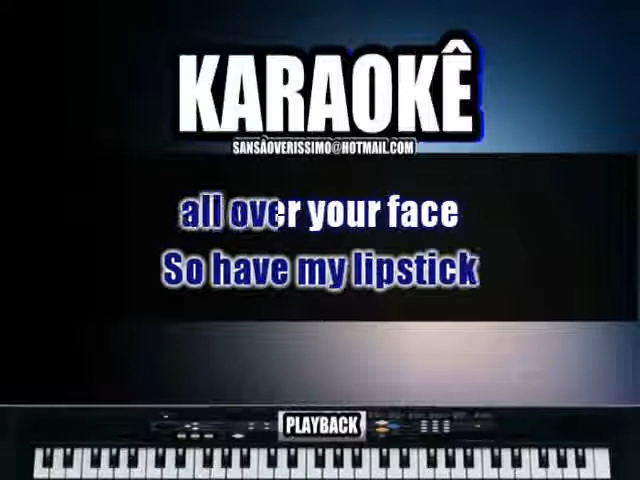 KARAOKÊ
SANSÃOVERISSIMO@HOTMAIL.COM
all over your face
So have my lipstick
PLAYBACK